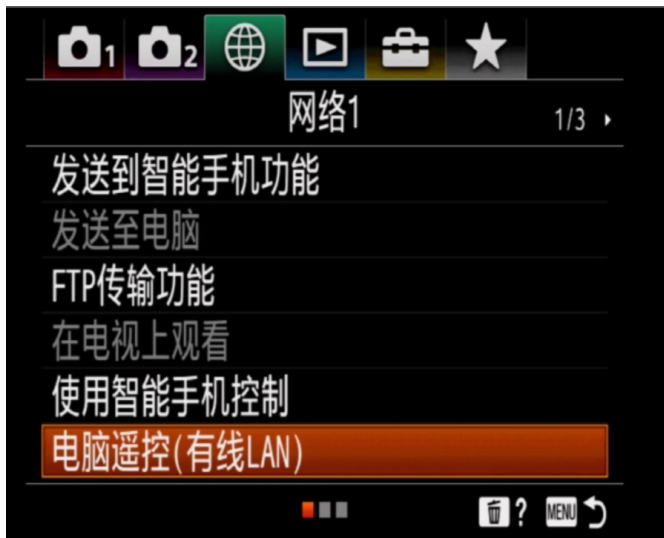 1 2
网络1 1/3
发送到智能手机功能
发送至电脑
FTP传输功能
在电视上观看
使用智能手机控制
电脑遥控(有线LAN)
? MENU